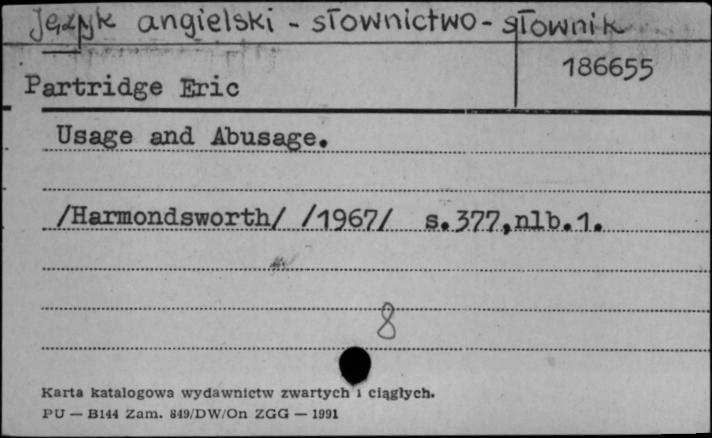 język angielski - słownictwo - słownik
186655
Partridge Eric
Usage and Abusage.
/Harmondsworth/ /1967/ s.377,nlb.1.
8
Karta katalogowa wydawnictw zwartych i ciągłych.
PU — B144 Zam. 849/DW/On ZGG — 1991